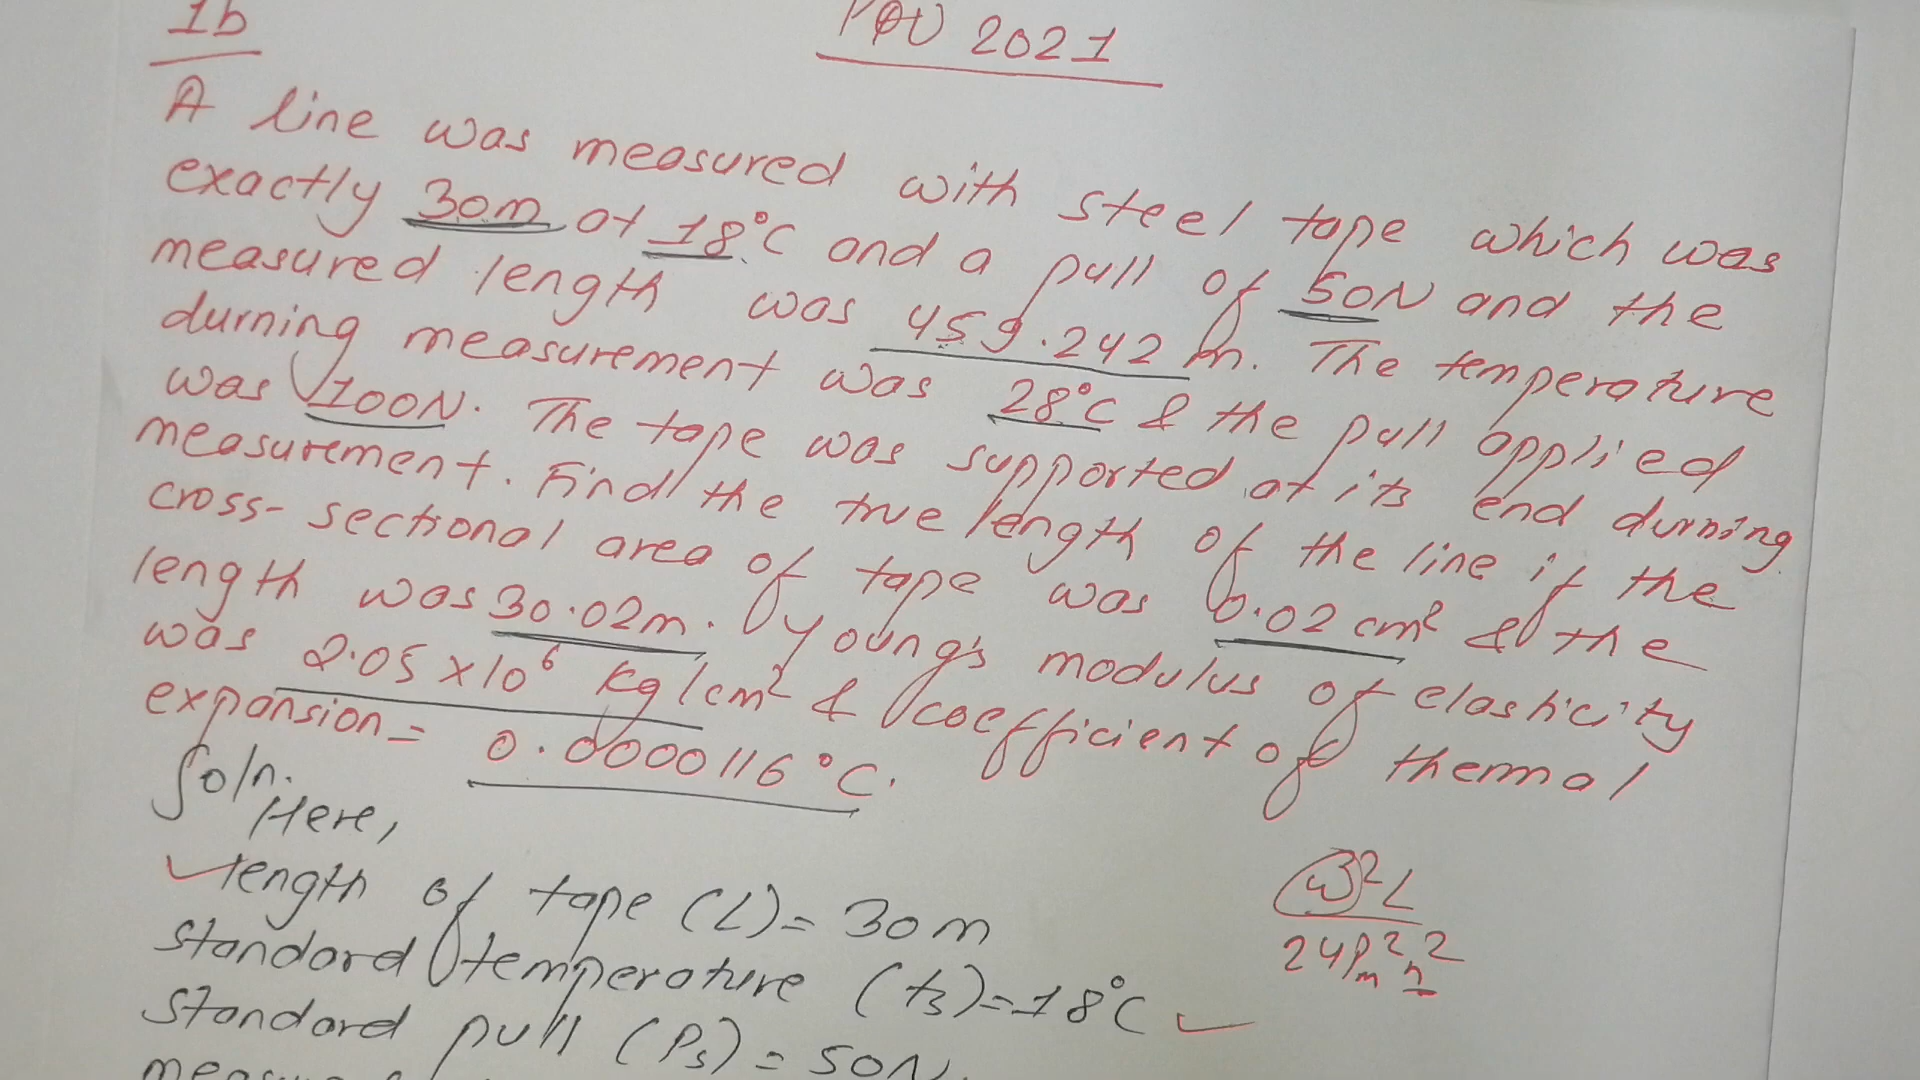 1b
POU 2021
A line was measured with steel tape which was
exactly 30m at 18°C and a pull of 50N and the
measured length was 459.242 m. The temperature
durning measurement was 28°C & the pull applied
was 100N. The tape was supported at its end durning
measurement. Find the true length of the line if the
cross-sectional area of tape was 0.02 cm² & the
length was 30.02m. Young's modulus of elasticity
was 2.05 x10⁶ kg/cm² & coefficient of thermal
expansion = 0.0000116°C.
Soln.
Here,
length of tape (L) = 30m
standard temperature (ts) = 18°C
standard pull (Ps) = 50N.
(W)²L
24Pm²n²